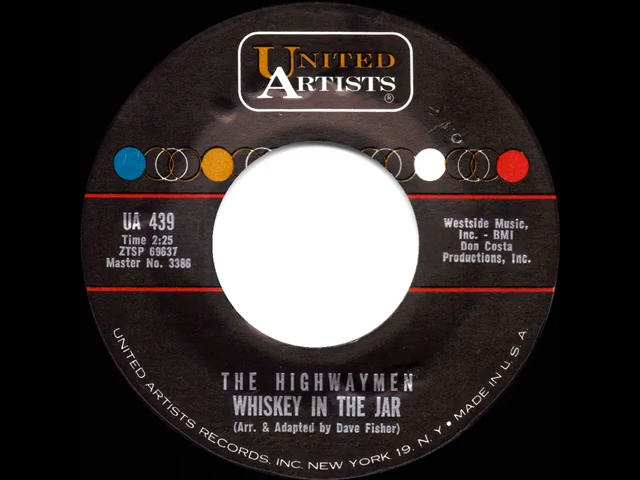 UNITED
ARTISTS
®
UA 439
Time 2:25
ZTSP 69637
Master No. 3386
Westside Music,
Inc. - BMI
Don Costa
Productions, Inc.
THE HIGHWAYMEN
WHISKEY IN THE JAR
(Arr. & Adapted by Dave Fisher)
UNITED ARTISTS RECORDS, INC. NEW YORK 19, N.Y. • MADE IN U.S.A.